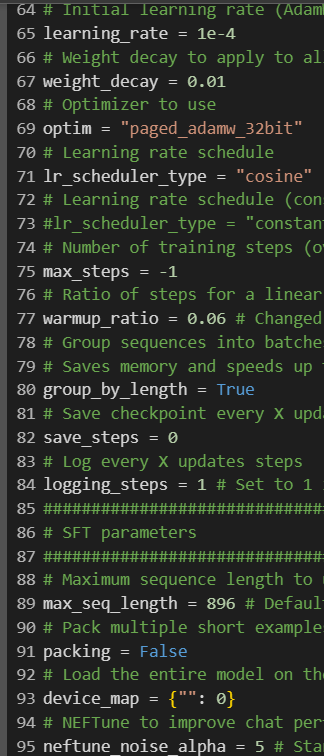 64 # Initial learning rate (Adam
65 learning_rate = 1e-4
66 # Weight decay to apply to al
67 weight_decay = 0.01
68 # Optimizer to use
69 optim = "paged_adamw_32bit"
70 # Learning rate schedule
71 lr_scheduler_type = "cosine"
72 # Learning rate schedule (con
73 #lr_scheduler_type = "constan
74 # Number of training steps (o
75 max_steps = -1
76 # Ratio of steps for a linear
77 warmup_ratio = 0.06 # Changed
78 # Group sequences into batche
79 # Saves memory and speeds up
80 group_by_length = True
81 # Save checkpoint every X upda
82 save_steps = 0
83 # Log every X updates steps
84 logging_steps = 1 # Set to 1
85 ##############################
86 # SFT parameters
87 ##############################
88 # Maximum sequence length to
89 max_seq_length = 896 # Defaul
90 # Pack multiple short example
91 packing = False
92 # Load the entire model on th
93 device_map = {"": 0}
94 # NEFTune to improve chat per
95 neftune_noise_alpha = 5 # Sta